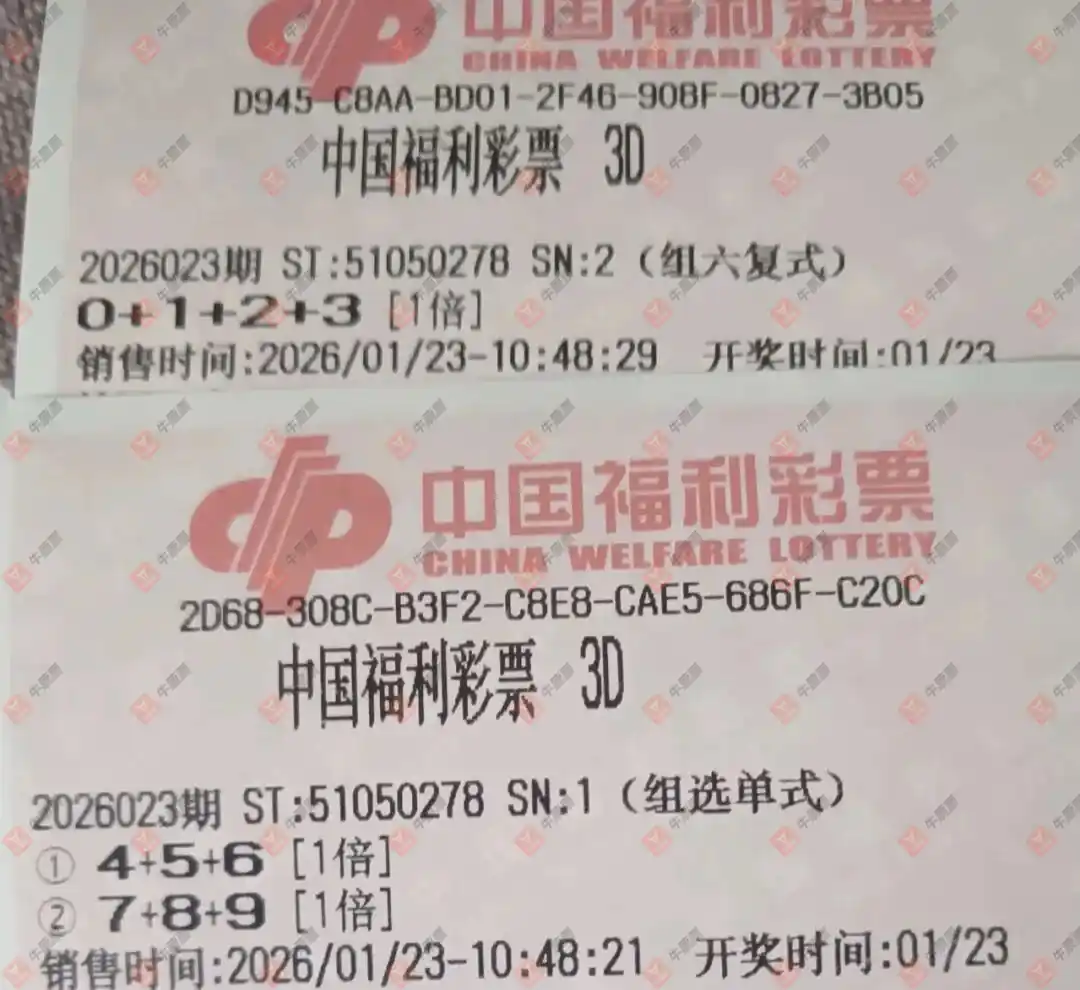 中国福利彩票
CHINA WELFARE LOTTERY
D945-C8AA-BD01-2F46-908F-0827-3B05
中国福利彩票 3D
2026023期 ST:51050278 SN:2 (组六复式)
0+1+2+3 [1倍]
销售时间:2026/01/23-10:48:29 开奖时间:01/23
中国福利彩票
CHINA WELFARE LOTTERY
2D68-308C-B3F2-C8E8-CAE5-686F-C20C
中国福利彩票 3D
2026023期 ST:51050278 SN:1 (组选单式)
① 4+5+6 [1倍]
② 7+8+9 [1倍]
销售时间:2026/01/23-10:48:21 开奖时间:01/23